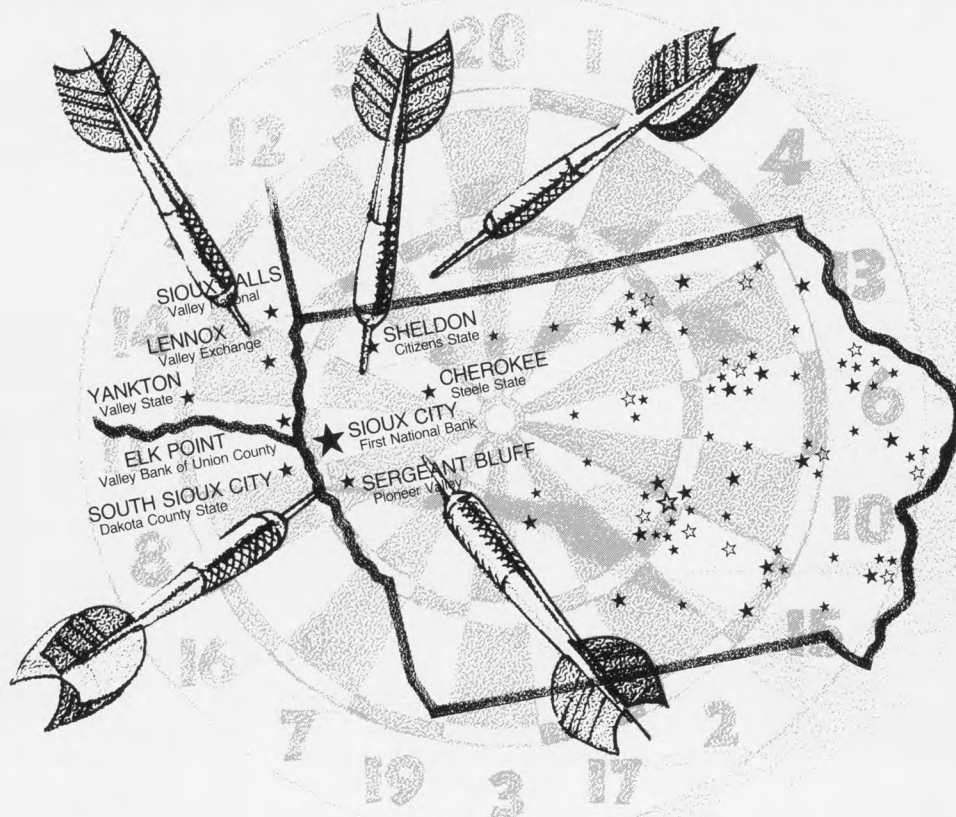 20
1
5
12
4
13
14
6
10
8
15
16
2
7
19
3
17
SIOUX FALLS
Valley National
LENNOX
Valley Exchange
YANKTON
Valley State
ELK POINT
Valley Bank of Union County
SOUTH SIOUX CITY
Dakota County State
SHELDON
Citizens State
CHEROKEE
Steele State
SIOUX CITY
First National Bank
SERGEANT BLUFF
Pioneer Valley